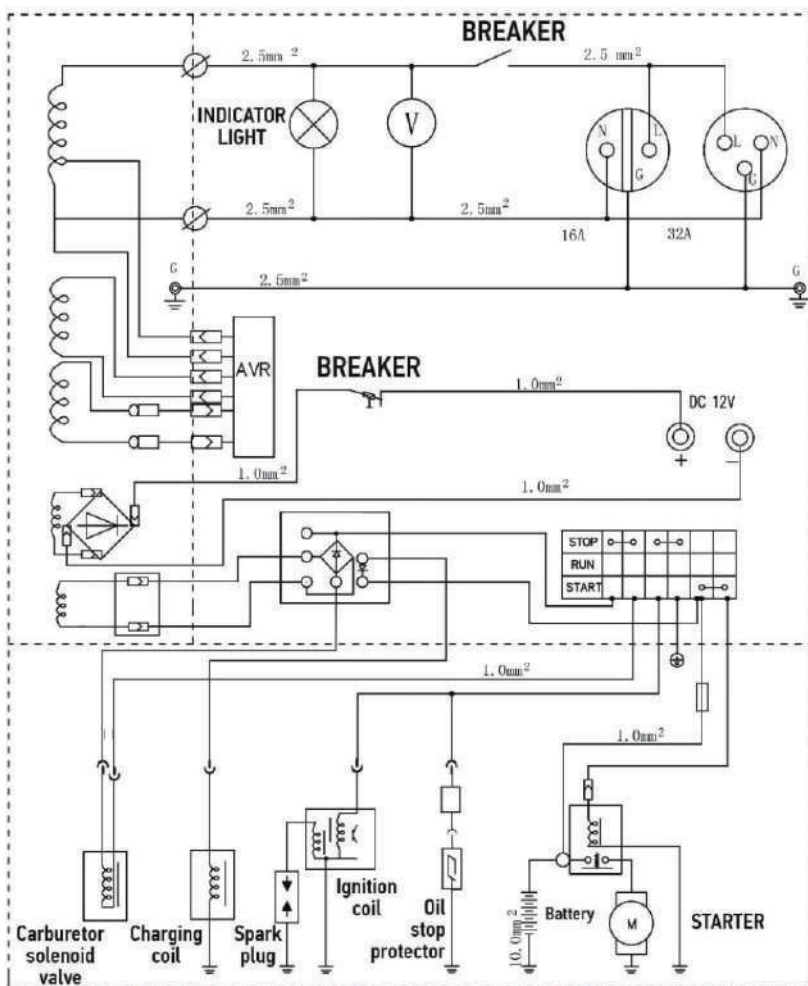 BREAKER
2.5mm²
2.5 mm²
INDICATOR
LIGHT
V
N
L
G
L
N
G
2.5mm²
2.5mm²
16A
32A
G
2.5mm²
G
AVR
BREAKER
1.0mm²
DC 12V
+
−
1.0mm²
1.0mm²
STOP
RUN
START
1.0mm²
1.0mm²
Carburetor
solenoid
valve
Charging
coil
Spark
plug
Ignition
coil
Oil
stop
protector
10.0mm²
Battery
M
STARTER